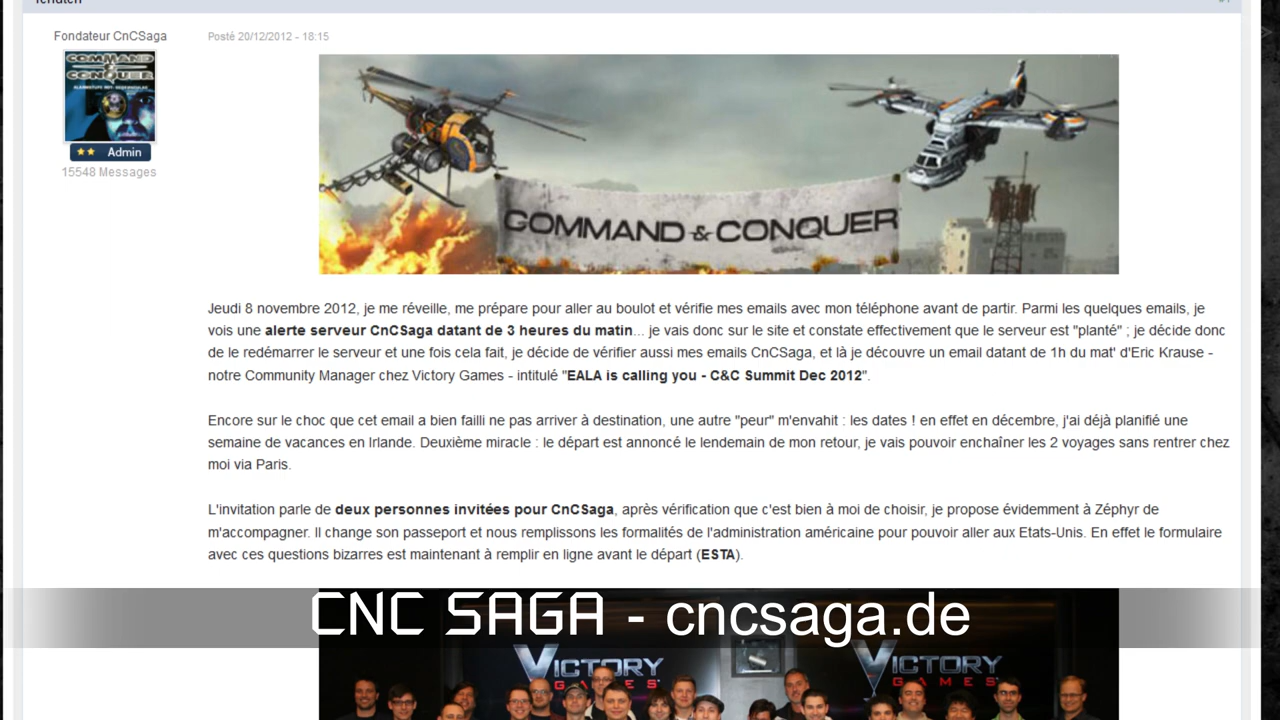 Fondateur CnCSaga
Posté 20/12/2012 - 18:15
COMMAND
CONQUER
Admin
15548 Messages
COMMAND & CONQUER
Jeudi 8 novembre 2012, je me réveille, me prépare pour aller au boulot et vérifie mes emails avec mon téléphone avant de partir. Parmi les quelques emails, je
vois une alerte serveur CnCSaga datant de 3 heures du matin... je vais donc sur le site et constate effectivement que le serveur est "planté" ; je décide donc
de le redémarrer le serveur et une fois cela fait, je décide de vérifier aussi mes emails CnCSaga, et là je découvre un email datant de 1h du mat' d'Eric Krause -
notre Community Manager chez Victory Games - intitulé "EALA is calling you - C&C Summit Dec 2012".
Encore sur le choc que cet email a bien failli ne pas arriver à destination, une autre "peur" m'envahit : les dates ! en effet en décembre, j'ai déjà planifié une
semaine de vacances en Irlande. Deuxième miracle : le départ est annoncé le lendemain de mon retour, je vais pouvoir enchaîner les 2 voyages sans rentrer chez
moi via Paris.
L'invitation parle de deux personnes invitées pour CnCSaga, après vérification que c'est bien à moi de choisir, je propose évidemment à Zéphyr de
m'accompagner. Il change son passeport et nous remplissons les formalités de l'administration américaine pour pouvoir aller aux Etats-Unis. En effet le formulaire
avec ces questions bizarres est maintenant à remplir en ligne avant le départ (ESTA).
CNC SAGA - cncsaga.de
VICTORY GAMES
VICTORY GAMES